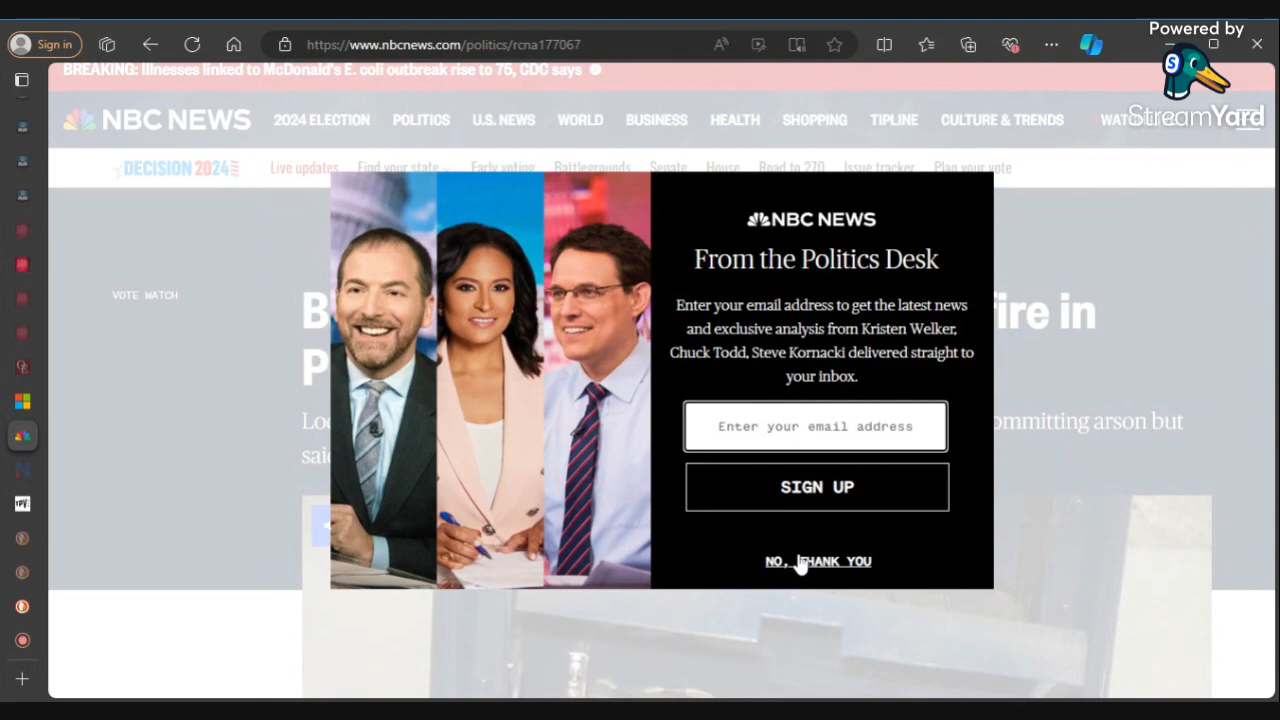 Powered by
StreamYard
Sign in
https://www.nbcnews.com/politics/rcna177067
BREAKING: Illnesses linked to McDonald's E. coli outbreak rise to 75, CDC says
NBC NEWS
2024 ELECTION POLITICS U.S. NEWS WORLD BUSINESS HEALTH SHOPPING TIPLINE CULTURE & TRENDS
DECISION 2024 Live updates Find your state Early voting Battlegrounds Senate House Road to 270 Issue tracker Plan your vote
VOTE WATCH
fire in
committing arson but
NBC NEWS
From the Politics Desk
Enter your email address to get the latest news
and exclusive analysis from Kristen Welker,
Chuck Todd, Steve Kornacki delivered straight to
your inbox.
Enter your email address
SIGN UP
NO, THANK YOU